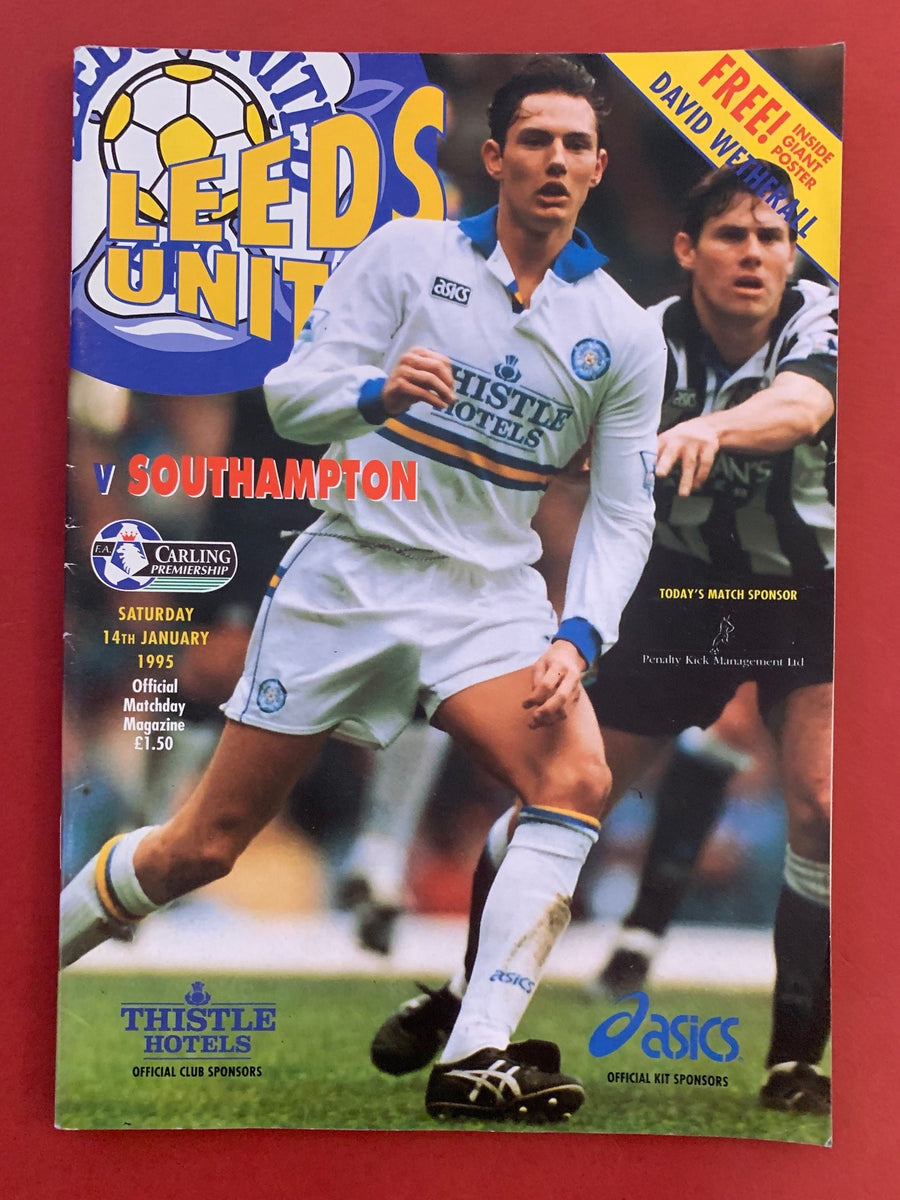 LEEDS UNITED
LEEDS
UNIT
FREE!
INSIDE
GIANT
POSTER
DAVID WETHERALL
asics
THISTLE
HOTELS
V SOUTHAMPTON
F.A. CARLING
PREMIERSHIP
SATURDAY
14TH JANUARY
1995
Official
Matchday
Magazine
£1.50
TODAY'S MATCH SPONSOR
Penalty Kick Management Ltd
asics
THISTLE
HOTELS
OFFICIAL CLUB SPONSORS
asics
OFFICIAL KIT SPONSORS